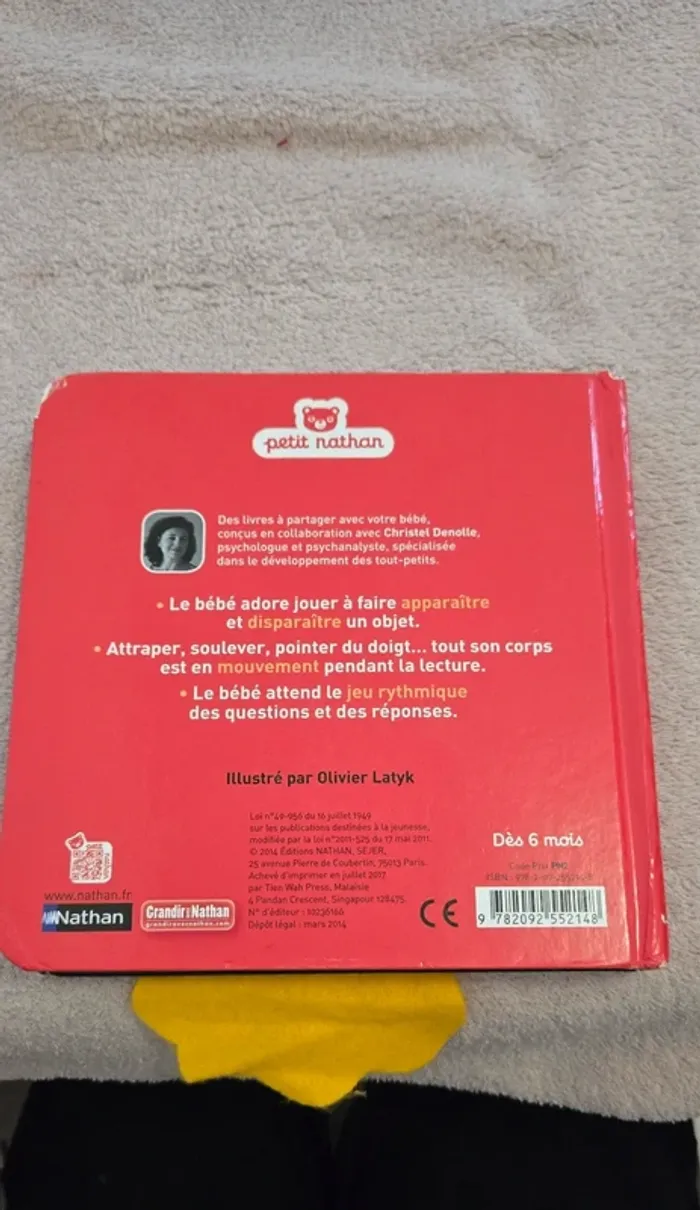 petit nathan
Des livres à partager avec votre bébé,
conçus en collaboration avec Christel Denolle,
psychologue et psychanalyste, spécialisée
dans le développement des tout-petits.
• Le bébé adore jouer à faire apparaître
et disparaître un objet.
• Attraper, soulever, pointer du doigt... tout son corps
est en mouvement pendant la lecture.
• Le bébé attend le jeu rythmique
des questions et des réponses.
Illustré par Olivier Latyk
Loi n°49-956 du 16 juillet 1949
sur les publications destinées à la jeunesse,
modifiée par la loi n°2011-525 du 17 mai 2011.
© 2014 Éditions NATHAN, SEJER,
25 avenue Pierre de Coubertin, 75013 Paris.
Achevé d'imprimer en juillet 2017
par Tien Wah Press, Malaisie
4 Pandan Crescent, Singapour 128475.
N° d'éditeur : 10236166
Dépôt légal : mars 2014
www.nathan.fr
Nathan
Grandir avec Nathan
grandiravecnathan.com
CE
Dès 6 mois
Code Prix
ISBN :
9 782092 552148